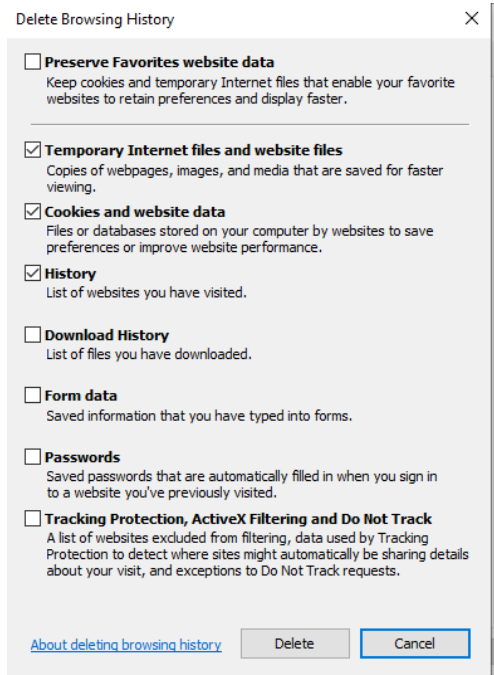 Delete Browsing History
Preserve Favorites website data
Keep cookies and temporary Internet files that enable your favorite
websites to retain preferences and display faster.
Temporary Internet files and website files
Copies of webpages, images, and media that are saved for faster
viewing.
Cookies and website data
Files or databases stored on your computer by websites to save
preferences or improve website performance.
History
List of websites you have visited.
Download History
List of files you have downloaded.
Form data
Saved information that you have typed into forms.
Passwords
Saved passwords that are automatically filled in when you sign in
to a website you've previously visited.
Tracking Protection, ActiveX Filtering and Do Not Track
A list of websites excluded from filtering, data used by Tracking
Protection to detect where sites might automatically be sharing details
about your visit, and exceptions to Do Not Track requests.
About deleting browsing history Delete Cancel